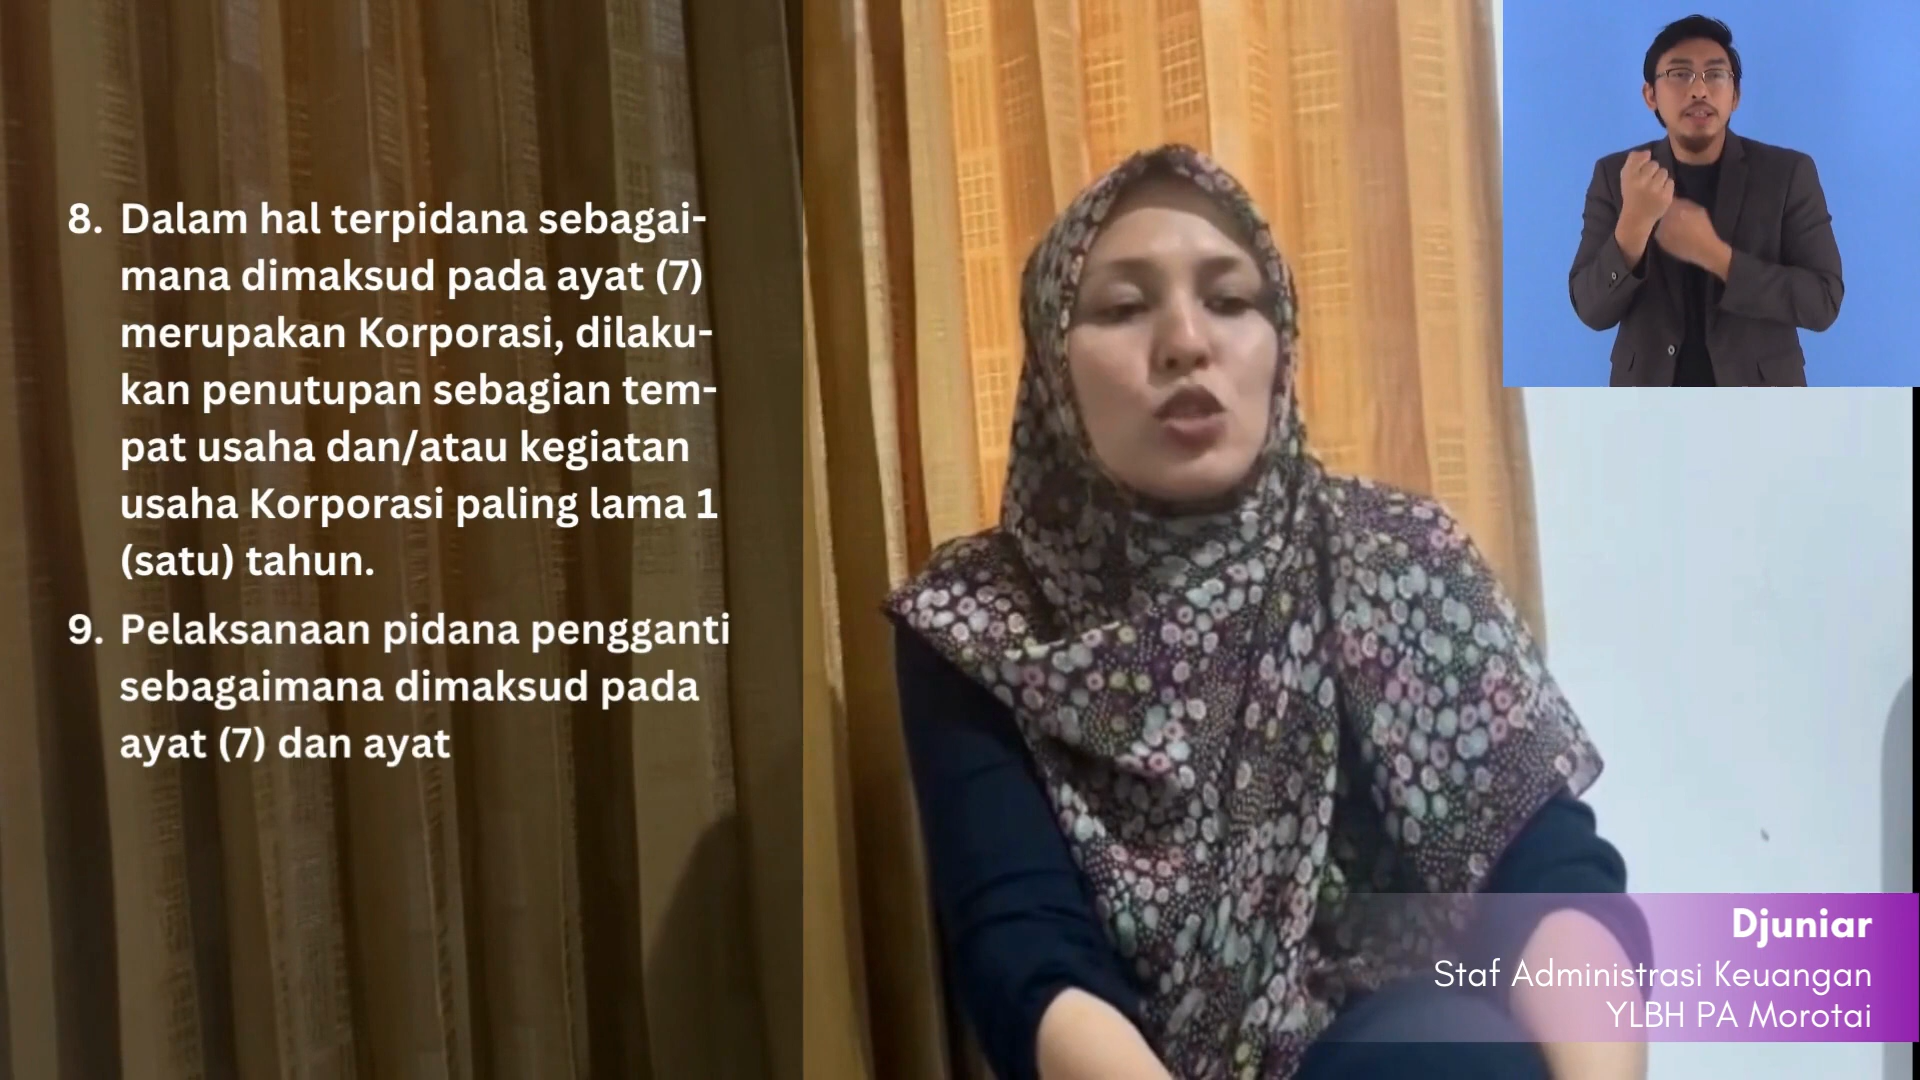 8. Dalam hal terpidana sebagai-
mana dimaksud pada ayat (7)
merupakan Korporasi, dilaku-
kan penutupan sebagian tem-
pat usaha dan/atau kegiatan
usaha Korporasi paling lama 1
(satu) tahun.
9. Pelaksanaan pidana pengganti
sebagaimana dimaksud pada
ayat (7) dan ayat
Djuniar
Staf Administrasi Keuangan
YLBH PA Morotai